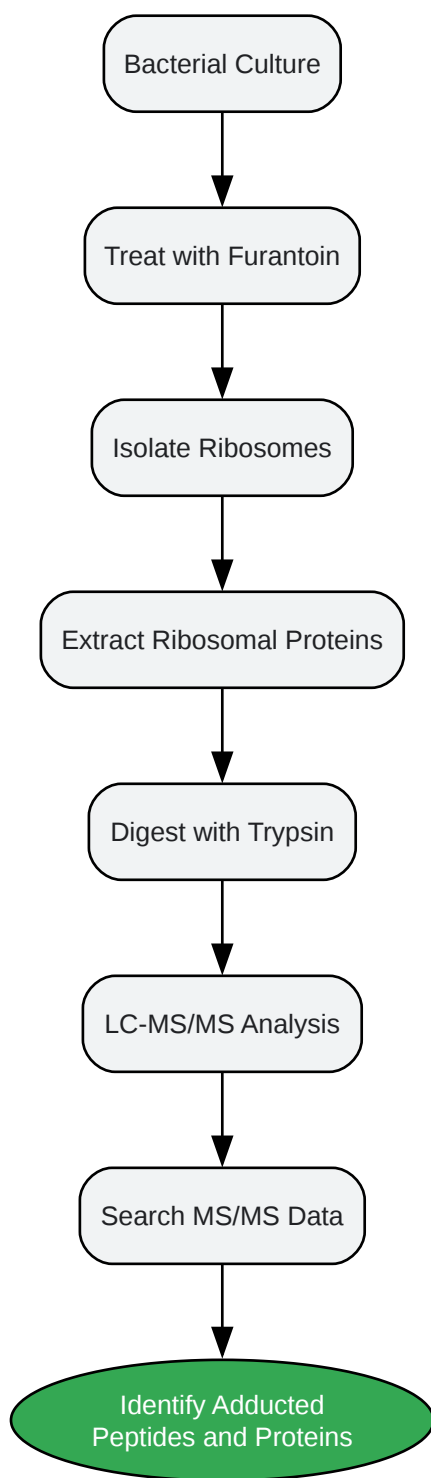 Bacterial Culture
Treat with Furantoin
Isolate Ribosomes
Extract Ribosomal Proteins
Digest with Trypsin
LC-MS/MS Analysis
Search MS/MS Data
Identify Adducted
Peptides and Proteins